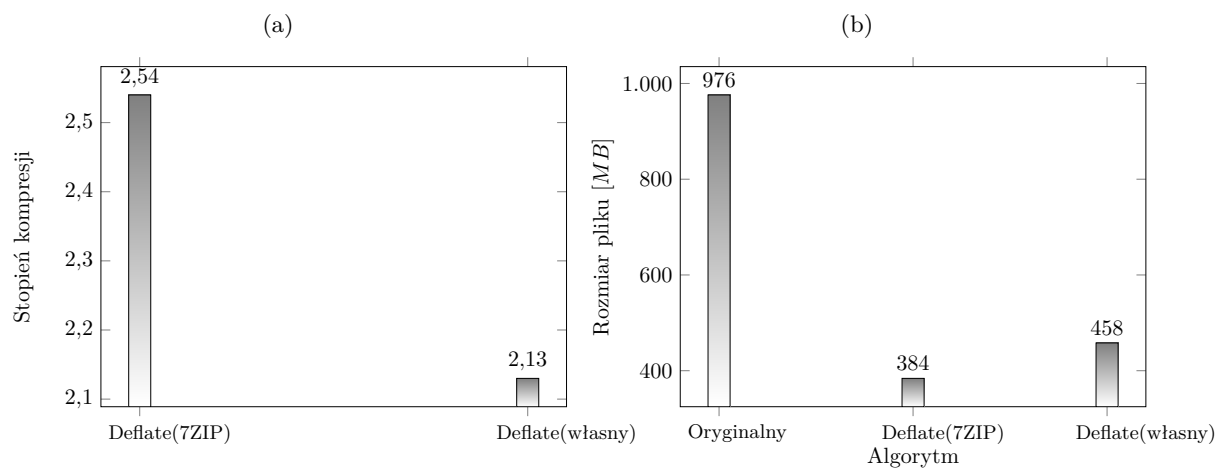 (a)
Stopień kompresji
2,5
2,4
2,3
2,2
2,1
2,54
2,13
Deflate(7ZIP)
Deflate(własny)
(b)
Rozmiar pliku [MB]
1.000
800
600
400
976
384
458
Oryginalny
Deflate(7ZIP)
Deflate(własny)
Algorytm